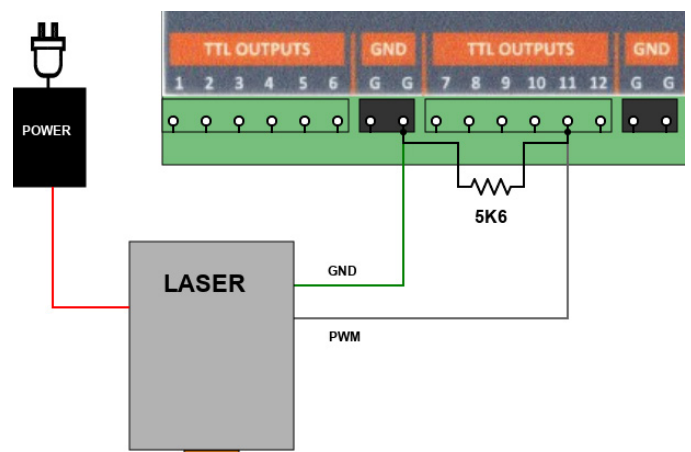 TTL OUTPUTS GND TTL OUTPUTS GND
1 2 3 4 5 6 G G 7 8 9 10 11 12 G G
POWER
5K6
GND
LASER
PWM